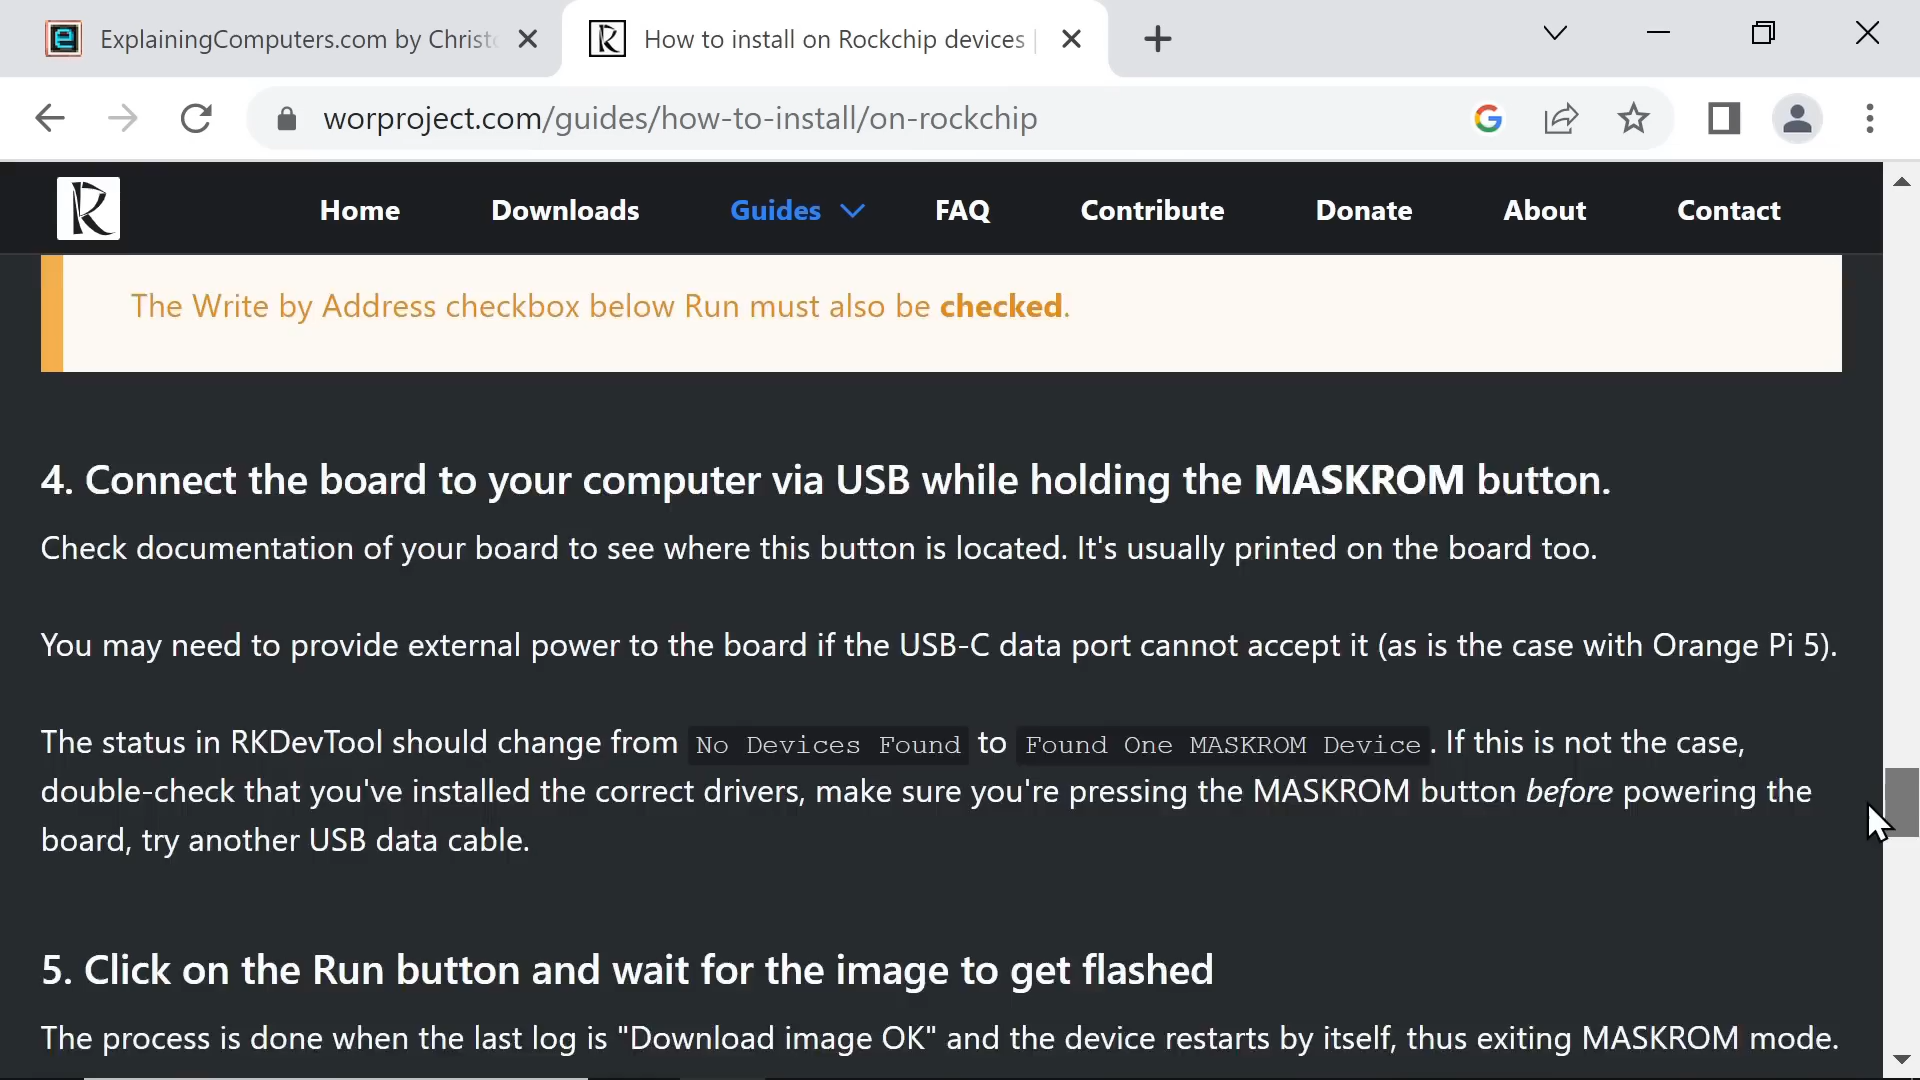 ExplainingComputers.com by Christ
How to install on Rockchip devices |
worproject.com/guides/how-to-install/on-rockchip
Home Downloads Guides FAQ Contribute Donate About Contact
The Write by Address checkbox below Run must also be checked.
4. Connect the board to your computer via USB while holding the MASKROM button.
Check documentation of your board to see where this button is located. It's usually printed on the board too.
You may need to provide external power to the board if the USB-C data port cannot accept it (as is the case with Orange Pi 5).
The status in RKDevTool should change from No Devices Found to Found One MASKROM Device. If this is not the case,
double-check that you've installed the correct drivers, make sure you're pressing the MASKROM button before powering the
board, try another USB data cable.
5. Click on the Run button and wait for the image to get flashed
The process is done when the last log is "Download image OK" and the device restarts by itself, thus exiting MASKROM mode.